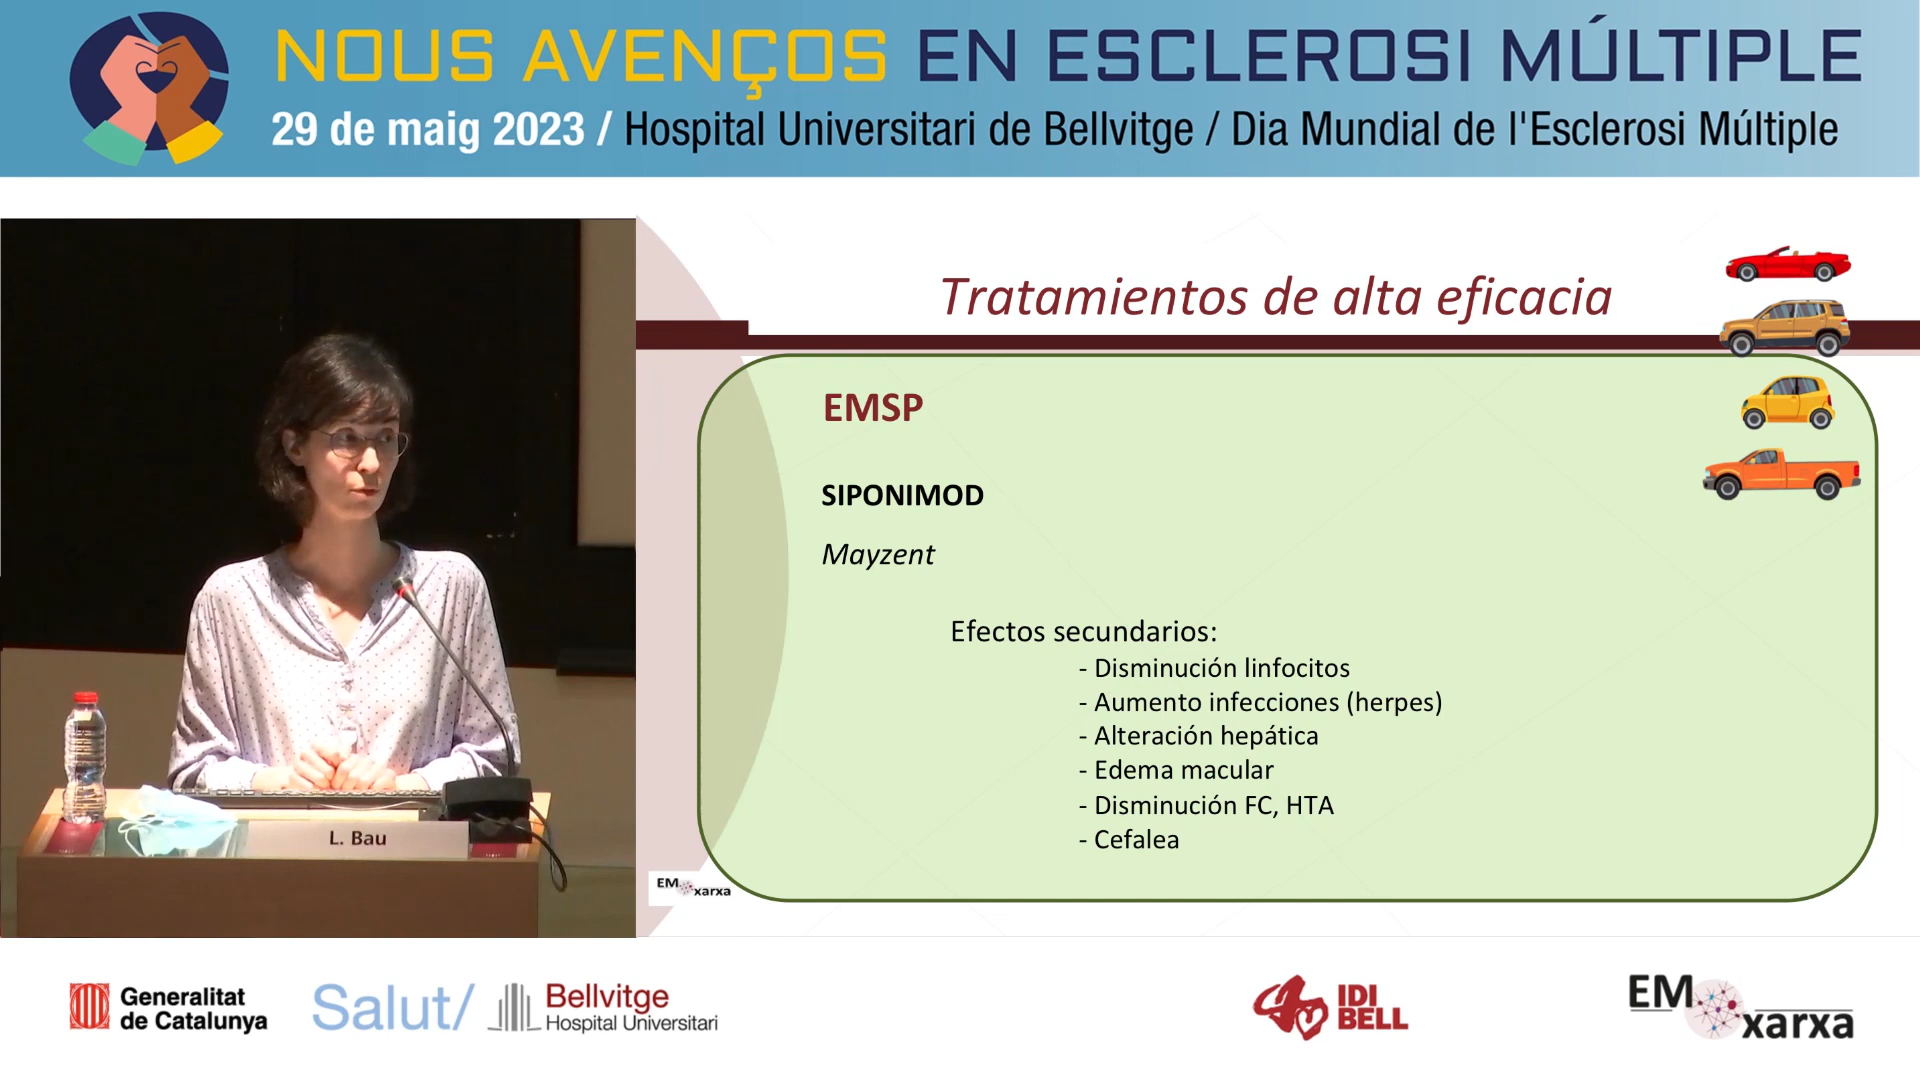 NOUS AVENÇOS EN ESCLEROSI MÚLTIPLE
29 de maig 2023 / Hospital Universitari de Bellvitge / Dia Mundial de l'Esclerosi Múltiple
Tratamientos de alta eficacia
EMSP
SIPONIMOD
Mayzent
Efectos secundarios:
- Disminución linfocitos
- Aumento infecciones (herpes)
- Alteración hepática
- Edema macular
- Disminución FC, HTA
- Cefalea
L. Bau
EM
xarxa
Generalitat
de Catalunya
Salut/
Bellvitge
Hospital Universitari
IDI
BELL
EM
xarxa